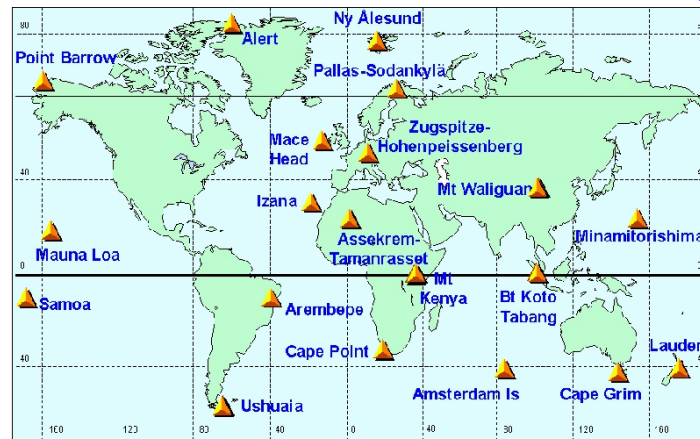 80
Ny Ålesund
Alert
Point Barrow
Pallas-Sodankylä
Zugspitze-
Hohenpeissenberg
Mace
Head
40
Izana
Mt Waliguan
Mauna Loa
Assekrem-
Tamanrasset
Minamitorishima
0
Mt
Kenya
Bt Koto
Tabang
Samoa
Arembepe
Cape Point
Lauder
40
Amsterdam Is
Cape Grim
Ushuaia
160
120
80
40
0
40
80
120
160